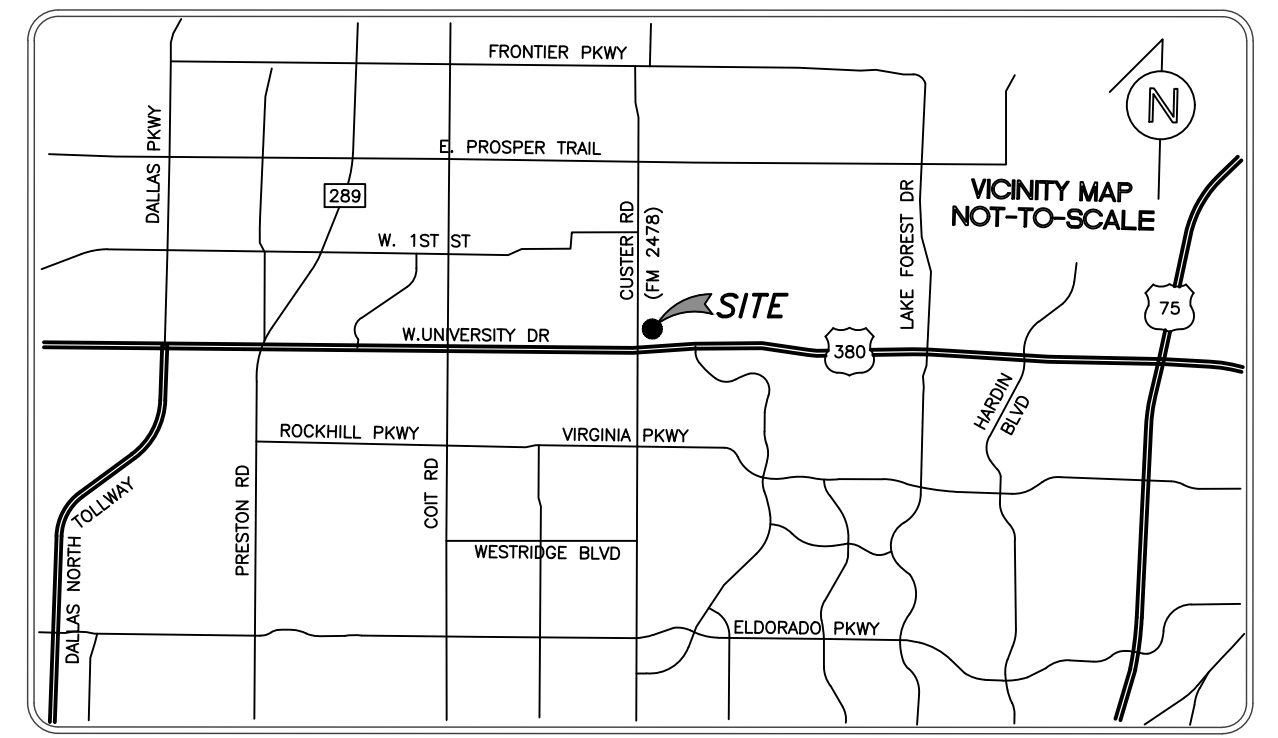 FRONTIER PKWY
N
DALLAS PKWY
E. PROSPER TRAIL
289
VICINITY MAP
NOT-TO-SCALE
LAKE FOREST DR
CUSTER RD
(FM 2478)
W. 1ST ST
SITE
75
W.UNIVERSITY DR
380
HARDIN
BLVD
ROCKHILL PKWY
VIRGINIA PKWY
COIT RD
PRESTON RD
DALLAS NORTH TOLLWAY
WESTRIDGE BLVD
ELDORADO PKWY